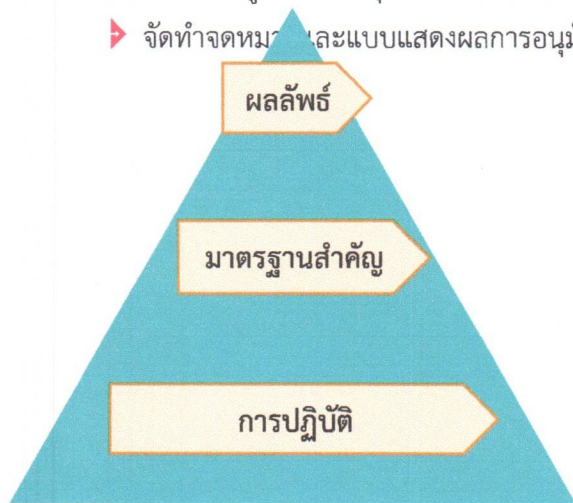 จัดทำจดหมา และแบบแสดงผลการอนุมั
ผลลัพธ์
มาตรฐานสำคัญ
การปฏิบัติ